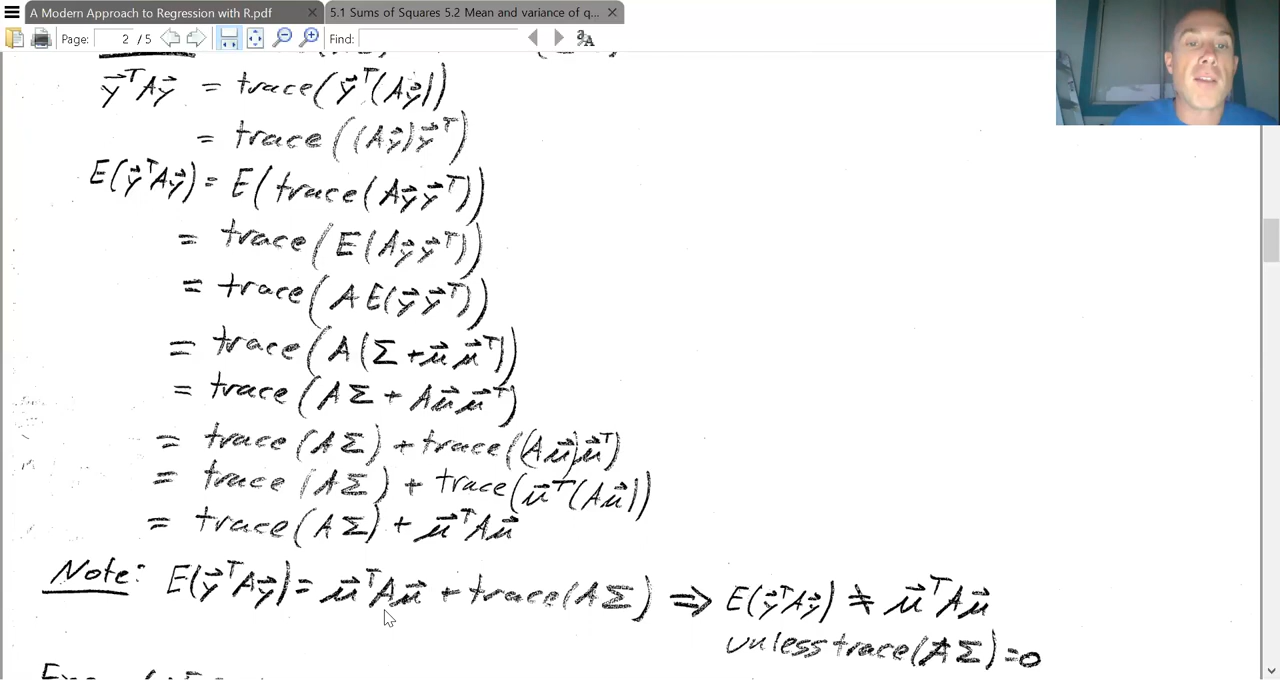 A Modern Approach to Regression with R.pdf
5.1 Sums of Squares 5.2 Mean and variance of q...
Page: 2 / 5 Find:
y⃗ᵀAy⃗ = trace(y⃗ᵀ(Ay⃗))
= trace((Ay⃗)y⃗ᵀ)
E(y⃗ᵀAy⃗) = E(trace(Ay⃗y⃗ᵀ))
= trace(E(Ay⃗y⃗ᵀ)
= trace(AE(y⃗y⃗ᵀ))
= trace(A(Σ+μ⃗μ⃗ᵀ))
= trace(AΣ + Aμ⃗μ⃗ᵀ)
= trace(AΣ) + trace((Aμ⃗)μ⃗ᵀ)
= trace(AΣ) + trace(μ⃗ᵀ(Aμ⃗))
= trace(AΣ) + μ⃗ᵀAμ⃗
Note: E(y⃗ᵀAy⃗) = μ⃗ᵀAμ⃗ + trace(AΣ) ⇒ E(y⃗ᵀAy⃗) ≠ μ⃗ᵀAμ⃗
unless trace(AΣ)=0